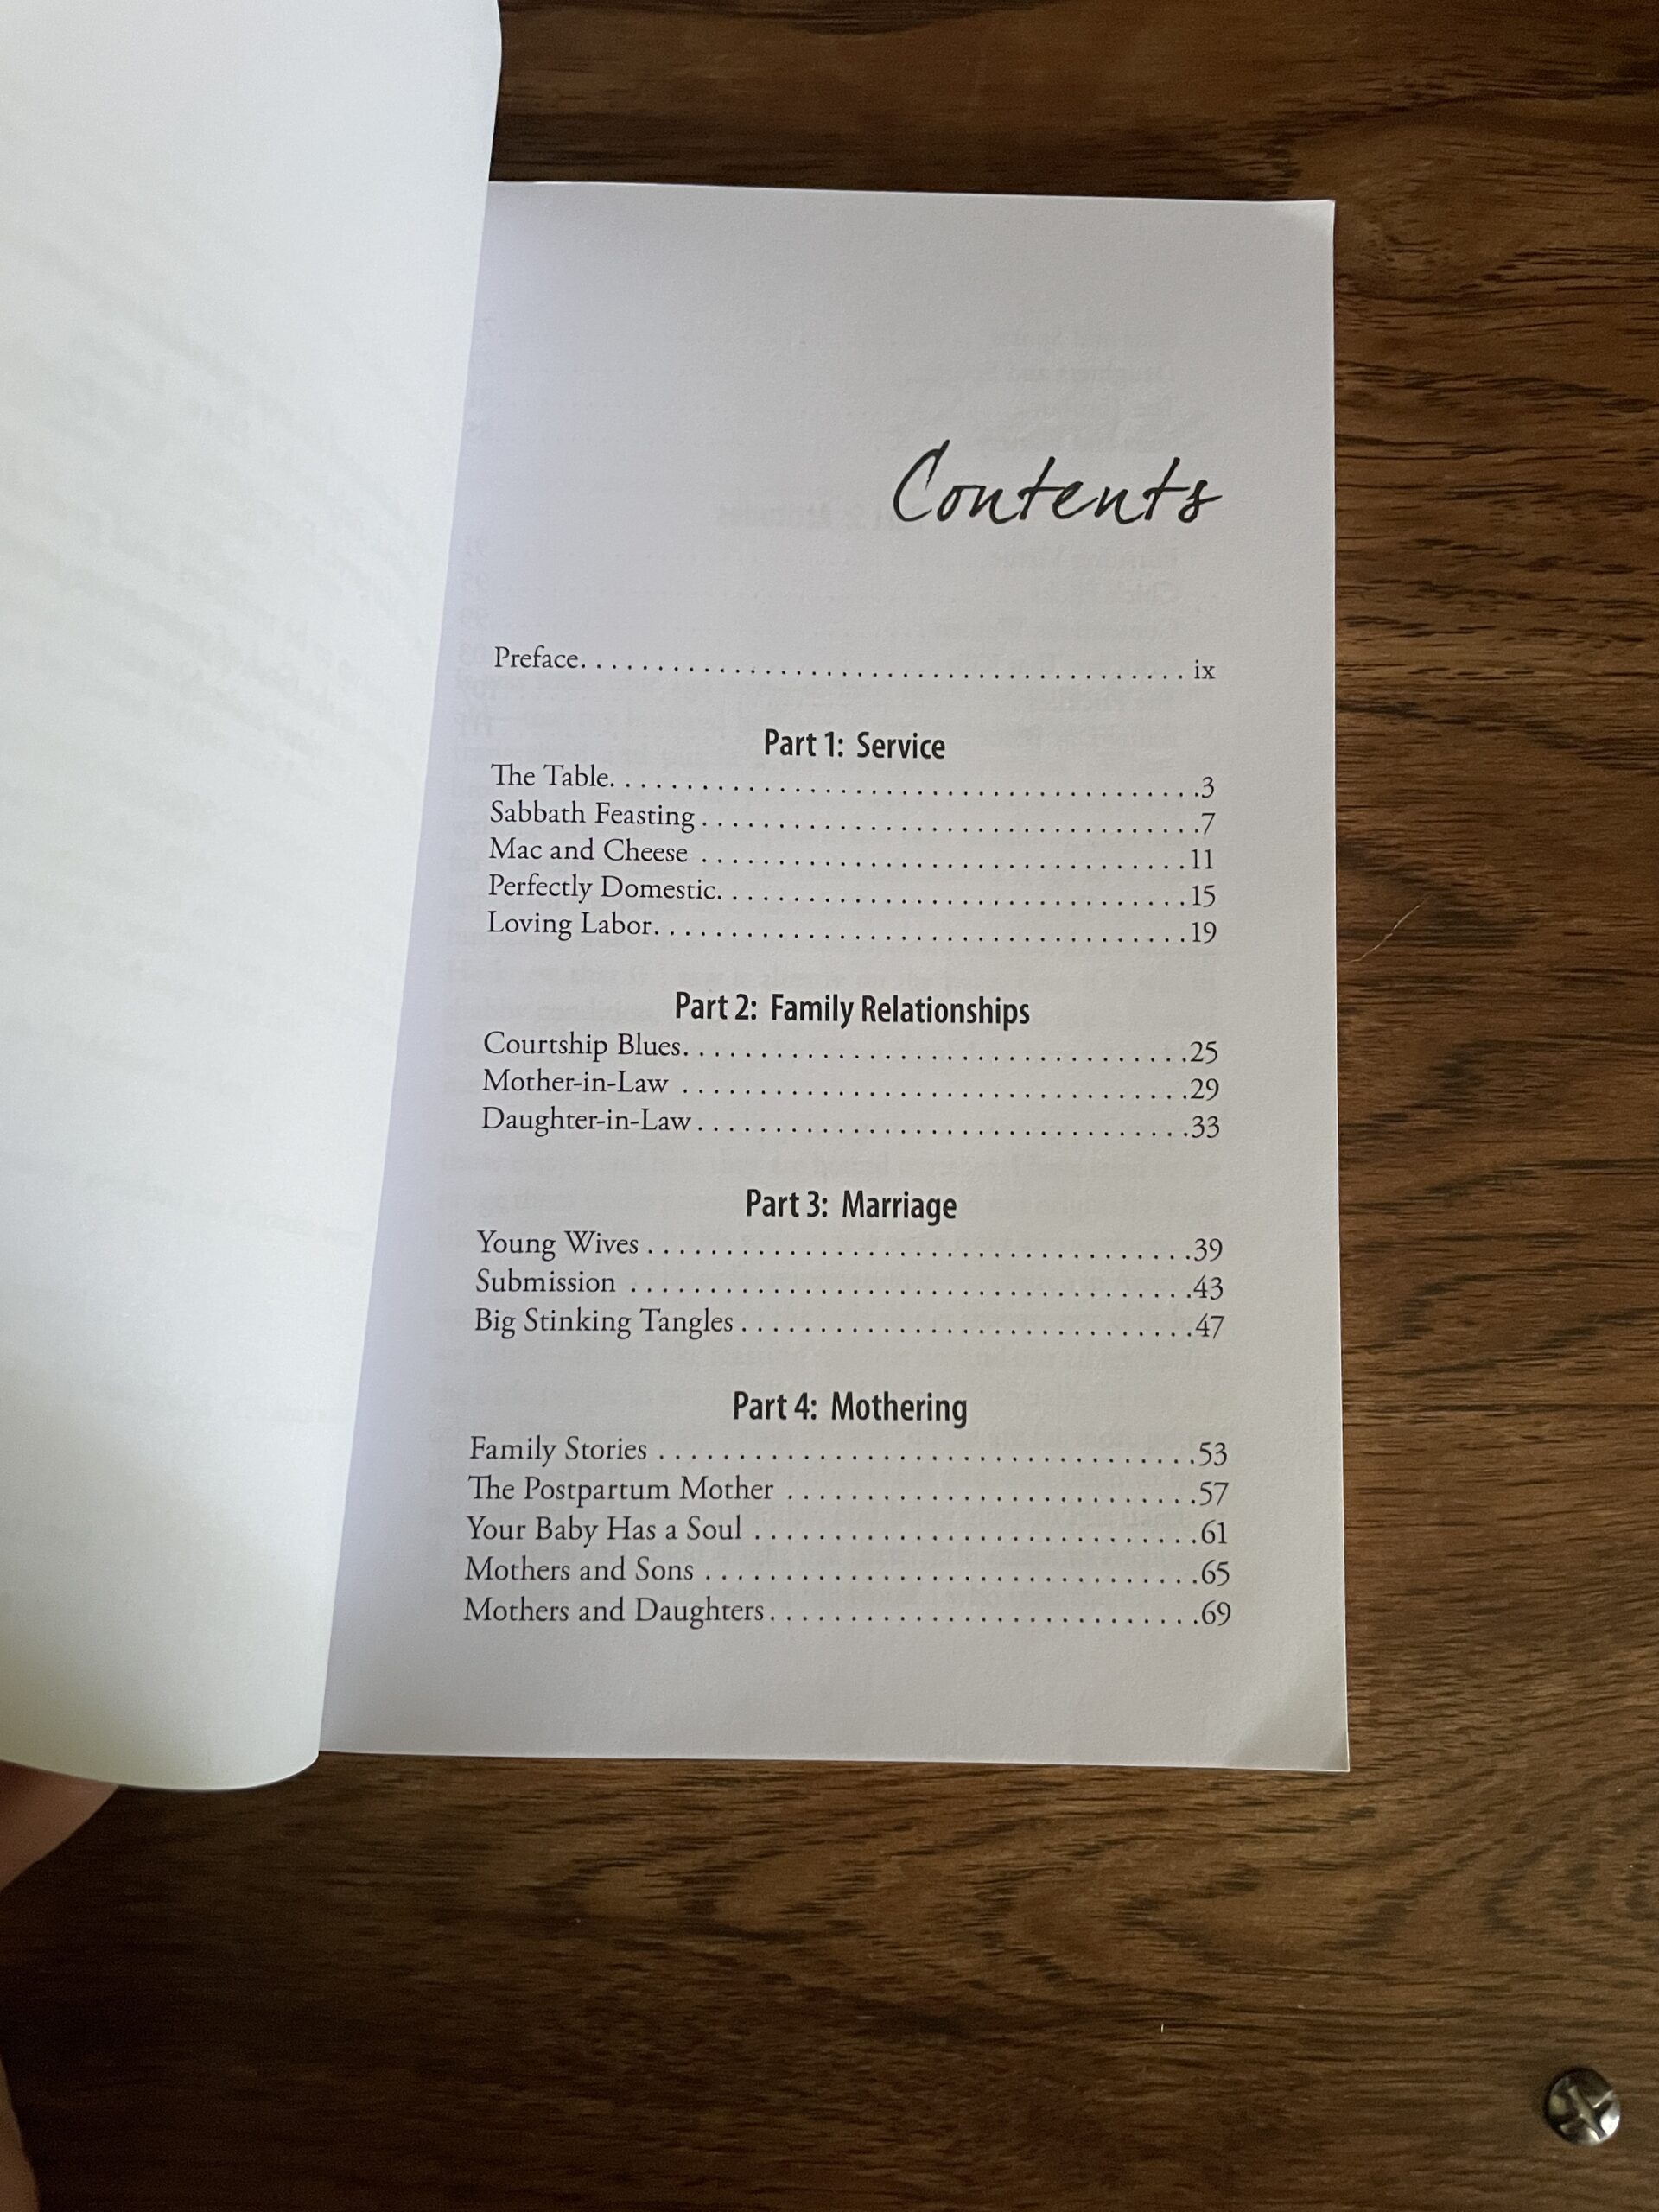 Contents
Preface. . . . . . . . . . . . . . . . . . . . . . . . . . . . . . . . . . . . . . . . ix
Part 1: Service
The Table. . . . . . . . . . . . . . . . . . . . . . . . . . . . . . . . . . . . . . .3
Sabbath Feasting . . . . . . . . . . . . . . . . . . . . . . . . . . . . . . . . .7
Mac and Cheese . . . . . . . . . . . . . . . . . . . . . . . . . . . . . . . .11
Perfectly Domestic. . . . . . . . . . . . . . . . . . . . . . . . . . . . . . .15
Loving Labor. . . . . . . . . . . . . . . . . . . . . . . . . . . . . . . . . . .19
Part 2: Family Relationships
Courtship Blues. . . . . . . . . . . . . . . . . . . . . . . . . . . . . . . . .25
Mother-in-Law . . . . . . . . . . . . . . . . . . . . . . . . . . . . . . . . .29
Daughter-in-Law . . . . . . . . . . . . . . . . . . . . . . . . . . . . . . . .33
Part 3: Marriage
Young Wives . . . . . . . . . . . . . . . . . . . . . . . . . . . . . . . . . . .39
Submission . . . . . . . . . . . . . . . . . . . . . . . . . . . . . . . . . . . .43
Big Stinking Tangles . . . . . . . . . . . . . . . . . . . . . . . . . . . . .47
Part 4: Mothering
Family Stories . . . . . . . . . . . . . . . . . . . . . . . . . . . . . . . . . .53
The Postpartum Mother . . . . . . . . . . . . . . . . . . . . . . . . . .57
Your Baby Has a Soul . . . . . . . . . . . . . . . . . . . . . . . . . . . .61
Mothers and Sons . . . . . . . . . . . . . . . . . . . . . . . . . . . . . . .65
Mothers and Daughters. . . . . . . . . . . . . . . . . . . . . . . . . . .69